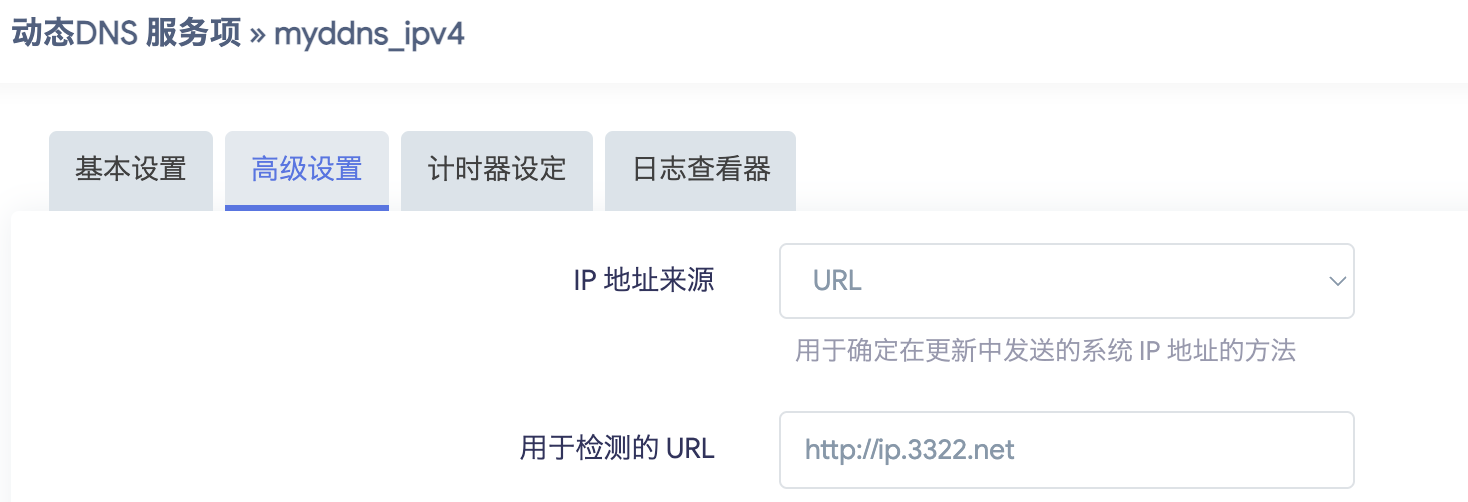 动态DNS 服务项 » myddns_ipv4
基本设置 高级设置 计时器设定 日志查看器
IP 地址来源 URL
用于确定在更新中发送的系统 IP 地址的方法
用于检测的 URL http://ip.3322.net